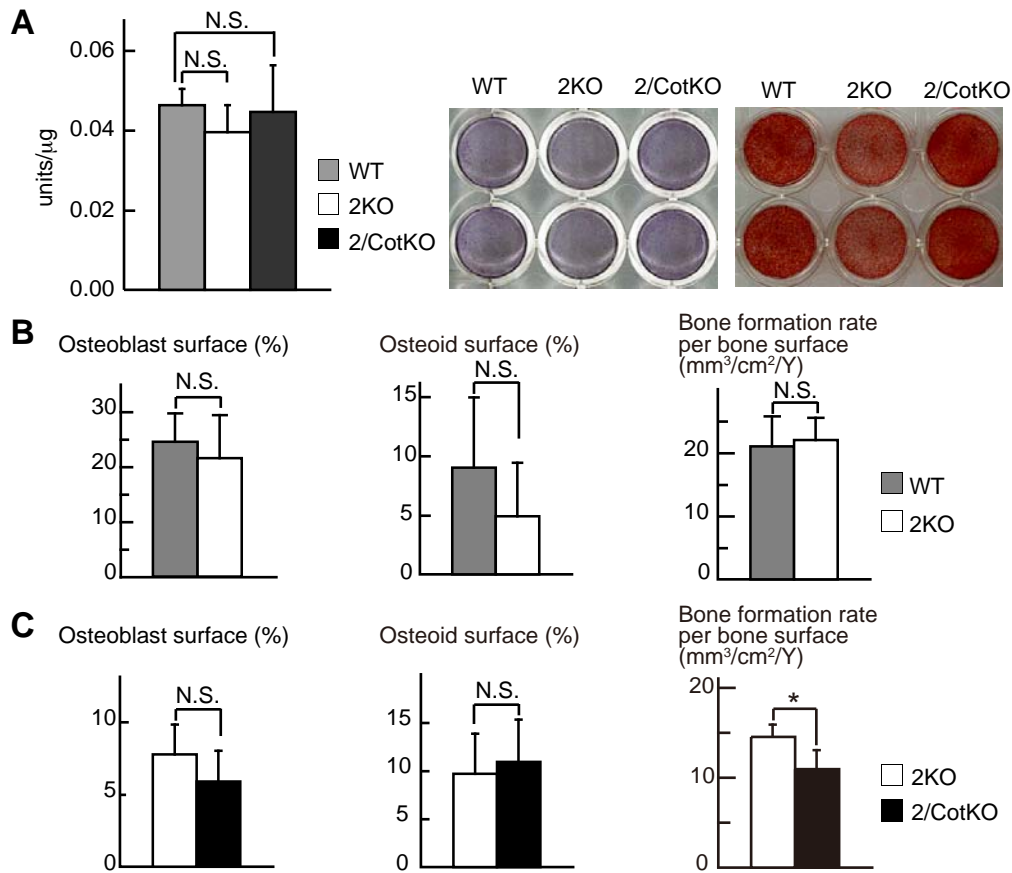 A
N.S.
N.S.
0.06
0.04
0.02
0.00
units/µg
WT
2KO
2/CotKO
WT 2KO 2/CotKO
WT 2KO 2/CotKO
B
Osteoblast surface (%)
N.S.
30
20
10
0
Osteoid surface (%)
N.S.
15
10
5
0
Bone formation rate
per bone surface
(mm³/cm²/Y)
N.S.
20
10
0
WT
2KO
C
Osteoblast surface (%)
N.S.
10
5
0
Osteoid surface (%)
N.S.
15
10
5
0
Bone formation rate
per bone surface
(mm³/cm²/Y)
20
*
10
0
2KO
2/CotKO